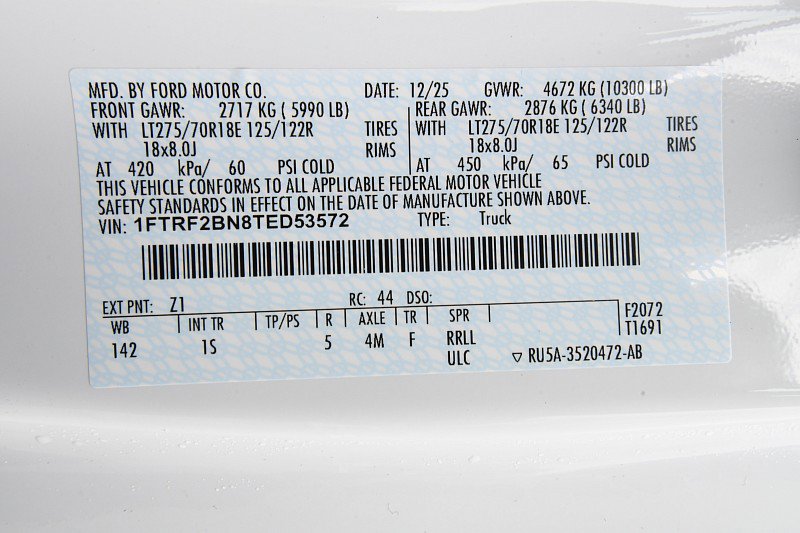 MFD. BY FORD MOTOR CO. DATE: 12/25 GVWR: 4672 KG (10300 LB)
FRONT GAWR: 2717 KG ( 5990 LB) REAR GAWR: 2876 KG ( 6340 LB)
WITH LT275/70R18E 125/122R TIRES WITH LT275/70R18E 125/122R TIRES
18x8.0J RIMS 18x8.0J RIMS
AT 420 kPa/ 60 PSI COLD AT 450 kPa/ 65 PSI COLD
THIS VEHICLE CONFORMS TO ALL APPLICABLE FEDERAL MOTOR VEHICLE
SAFETY STANDARDS IN EFFECT ON THE DATE OF MANUFACTURE SHOWN ABOVE.
VIN: 1FTRF2BN8TED53572 TYPE: Truck
EXT PNT: Z1 RC: 44 DSO: F2072
WB INT TR TP/PS R AXLE TR SPR T1691
142 1S 5 4M F RRLL
ULC ▽ RU5A-3520472-AB